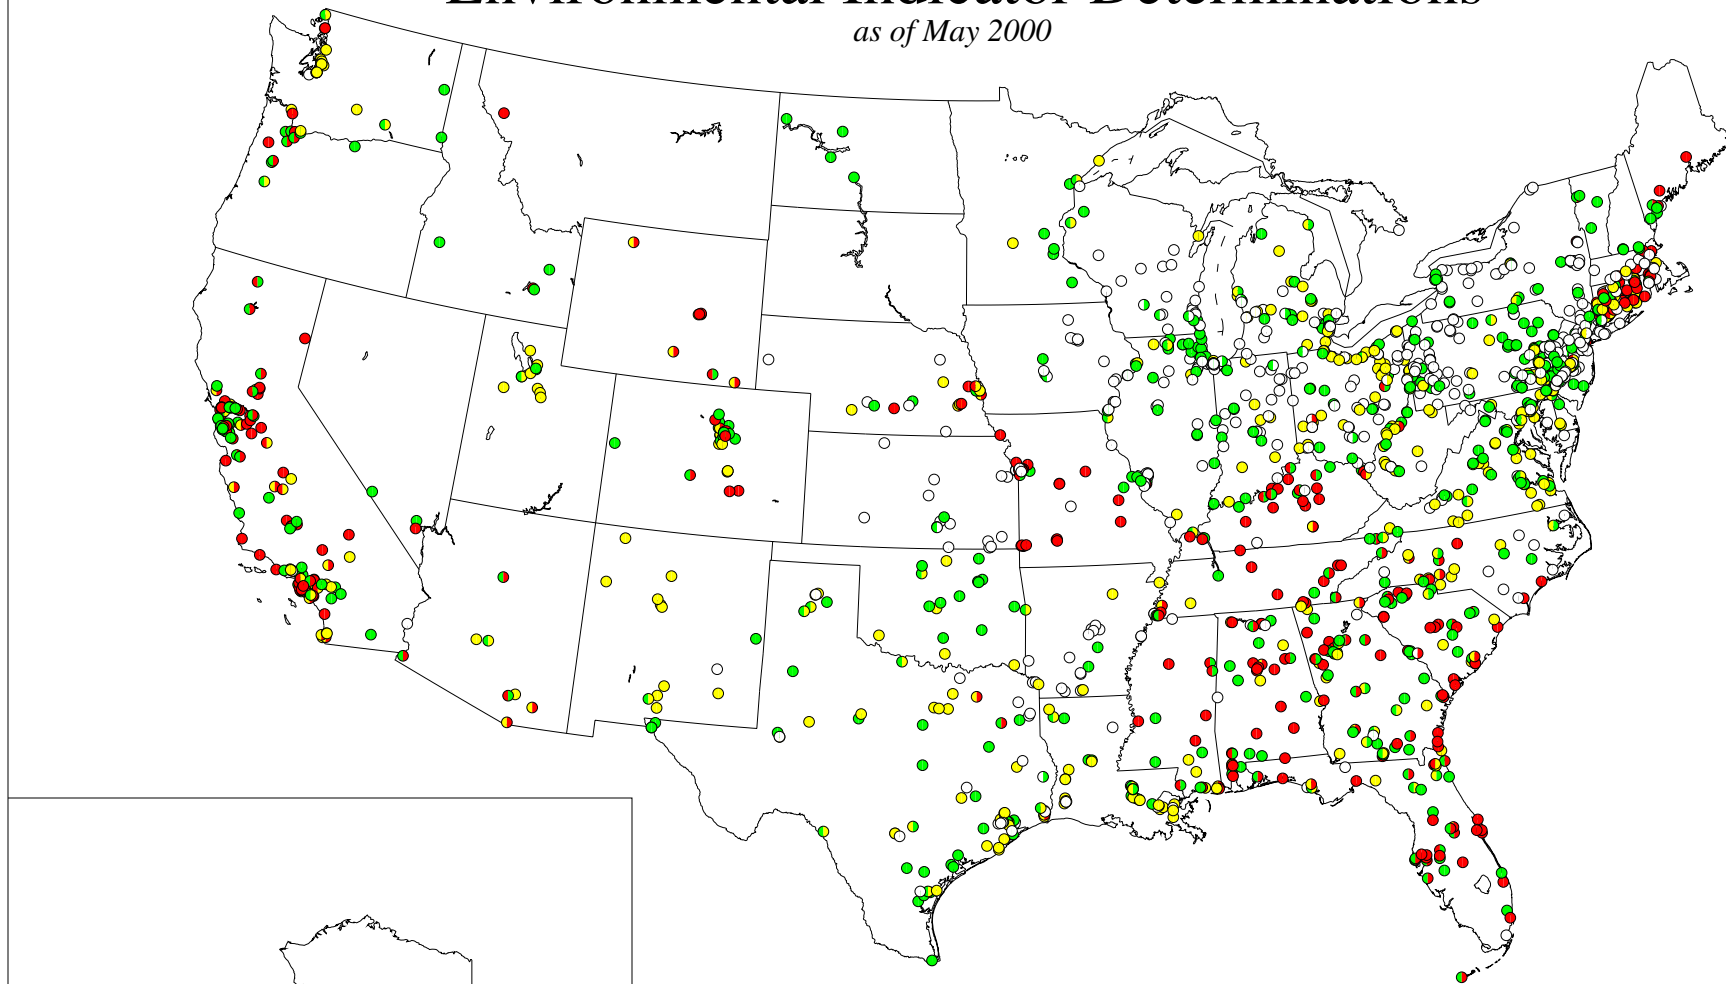 Environmental Indicator Determinations
as of May 2000